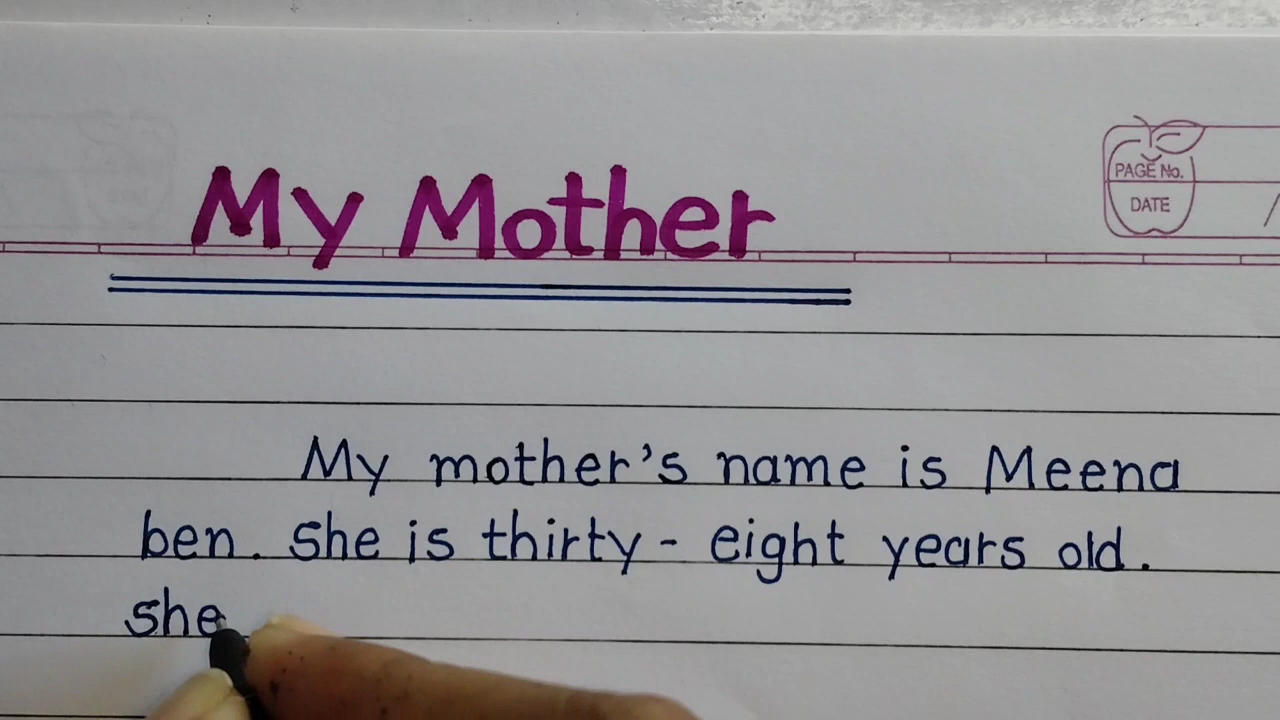 My Mother
PAGE No.
DATE /
My mother's name is Meena
ben. She is thirty - eight years old.
She